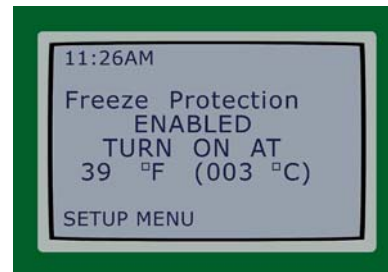 11:26AM
Freeze Protection
ENABLED
TURN ON AT
39 °F (003 °C)
SETUP MENU